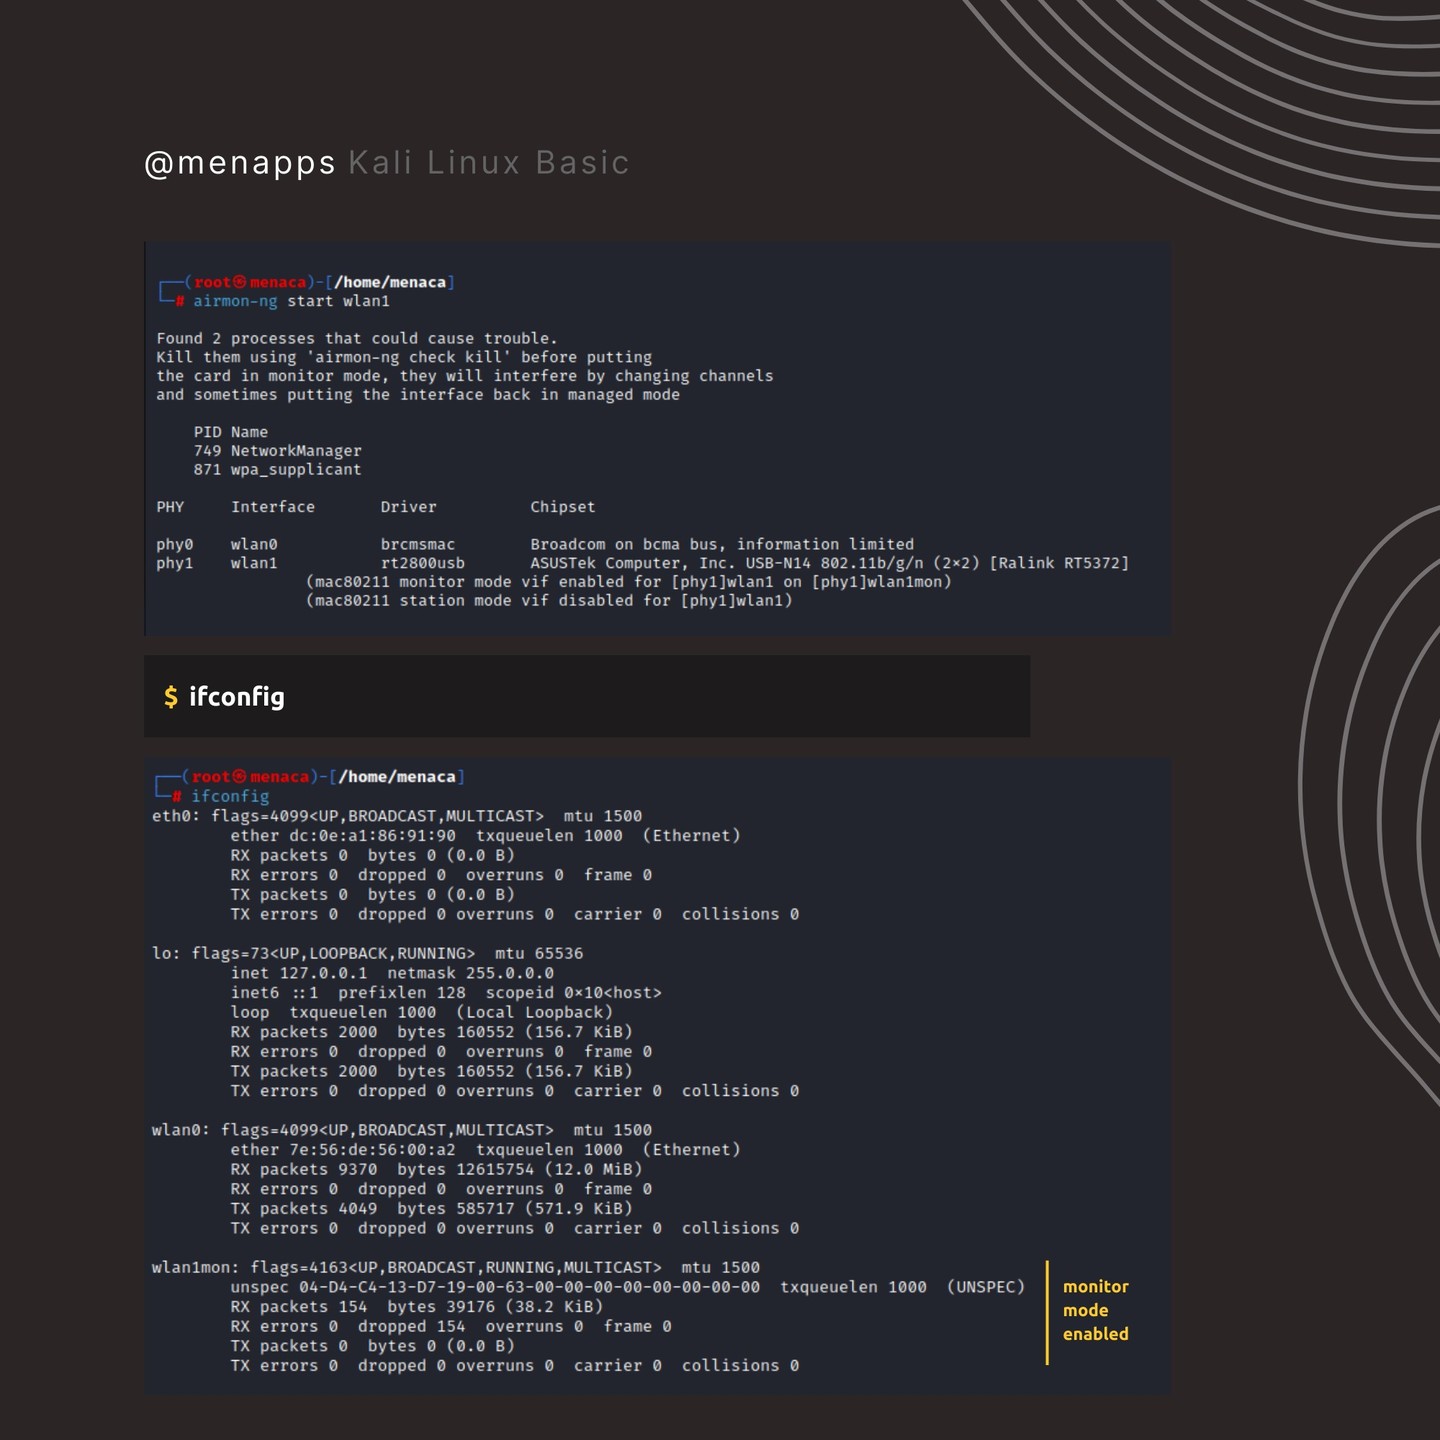 @menapps Kali Linux Basic
┌──(root㉿menaca)-[/home/menaca]
└─# airmon-ng start wlan1
Found 2 processes that could cause trouble.
Kill them using 'airmon-ng check kill' before putting
the card in monitor mode, they will interfere by changing channels
and sometimes putting the interface back in managed mode
PID Name
749 NetworkManager
871 wpa_supplicant
PHY Interface Driver Chipset
phy0 wlan0 brcmsmac Broadcom on bcma bus, information limited
phy1 wlan1 rt2800usb ASUSTek Computer, Inc. USB-N14 802.11b/g/n (2×2) [Ralink RT5372]
(mac80211 monitor mode vif enabled for [phy1]wlan1 on [phy1]wlan1mon)
(mac80211 station mode vif disabled for [phy1]wlan1)
$ ifconfig
┌──(root㉿menaca)-[/home/menaca]
└─# ifconfig
eth0: flags=4099<UP,BROADCAST,MULTICAST> mtu 1500
ether dc:0e:a1:86:91:90 txqueuelen 1000 (Ethernet)
RX packets 0 bytes 0 (0.0 B)
RX errors 0 dropped 0 overruns 0 frame 0
TX packets 0 bytes 0 (0.0 B)
TX errors 0 dropped 0 overruns 0 carrier 0 collisions 0
lo: flags=73<UP,LOOPBACK,RUNNING> mtu 65536
inet 127.0.0.1 netmask 255.0.0.0
inet6 ::1 prefixlen 128 scopeid 0×10<host>
loop txqueuelen 1000 (Local Loopback)
RX packets 2000 bytes 160552 (156.7 KiB)
RX errors 0 dropped 0 overruns 0 frame 0
TX packets 2000 bytes 160552 (156.7 KiB)
TX errors 0 dropped 0 overruns 0 carrier 0 collisions 0
wlan0: flags=4099<UP,BROADCAST,MULTICAST> mtu 1500
ether 7e:56:de:56:00:a2 txqueuelen 1000 (Ethernet)
RX packets 9370 bytes 12615754 (12.0 MiB)
RX errors 0 dropped 0 overruns 0 frame 0
TX packets 4049 bytes 585717 (571.9 KiB)
TX errors 0 dropped 0 overruns 0 carrier 0 collisions 0
wlan1mon: flags=4163<UP,BROADCAST,RUNNING,MULTICAST> mtu 1500
unspec 04-D4-C4-13-D7-19-00-63-00-00-00-00-00-00-00-00 txqueuelen 1000 (UNSPEC)
RX packets 154 bytes 39176 (38.2 KiB)
RX errors 0 dropped 154 overruns 0 frame 0
TX packets 0 bytes 0 (0.0 B)
TX errors 0 dropped 0 overruns 0 carrier 0 collisions 0
monitor
mode
enabled